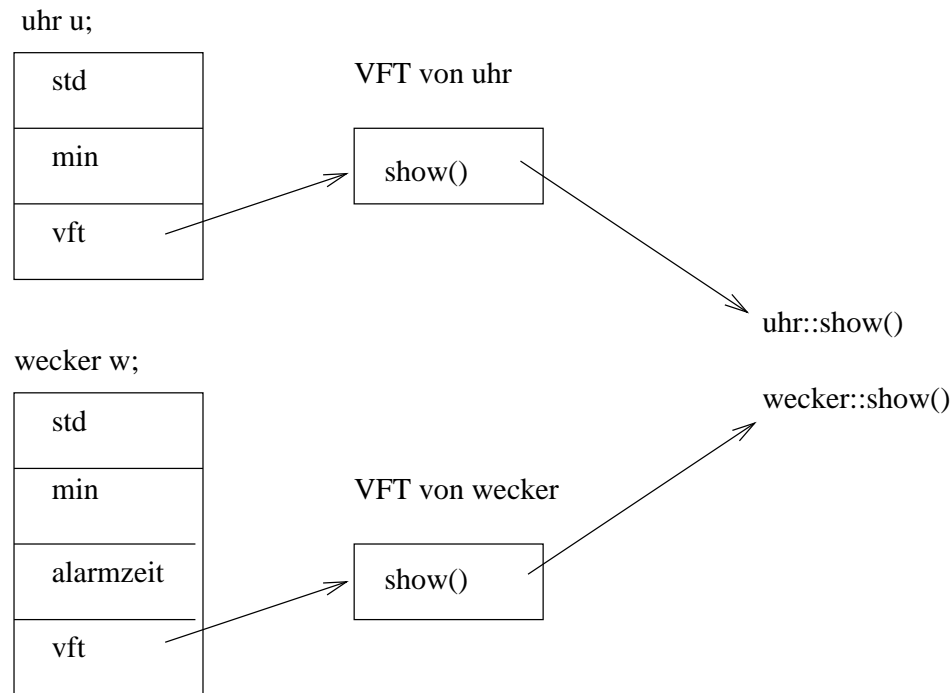 uhr u;
std
min
vft
VFT von uhr
show()
uhr::show()
wecker w;
std
min
alarmzeit
vft
VFT von wecker
show()
wecker::show()